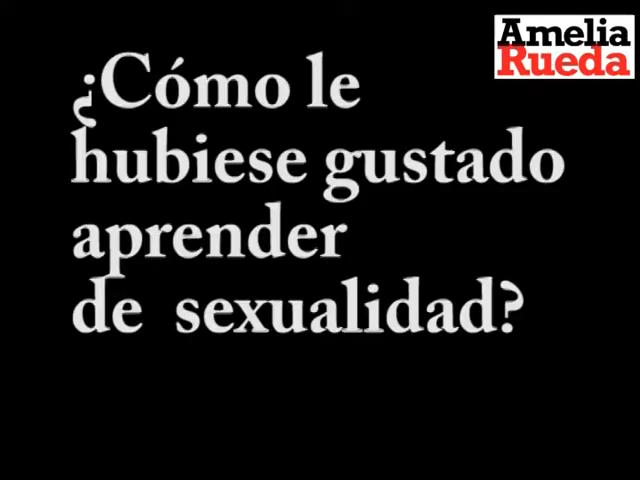 Amelia
Rueda
¿Cómo le
hubiese gustado
aprender
de sexualidad?